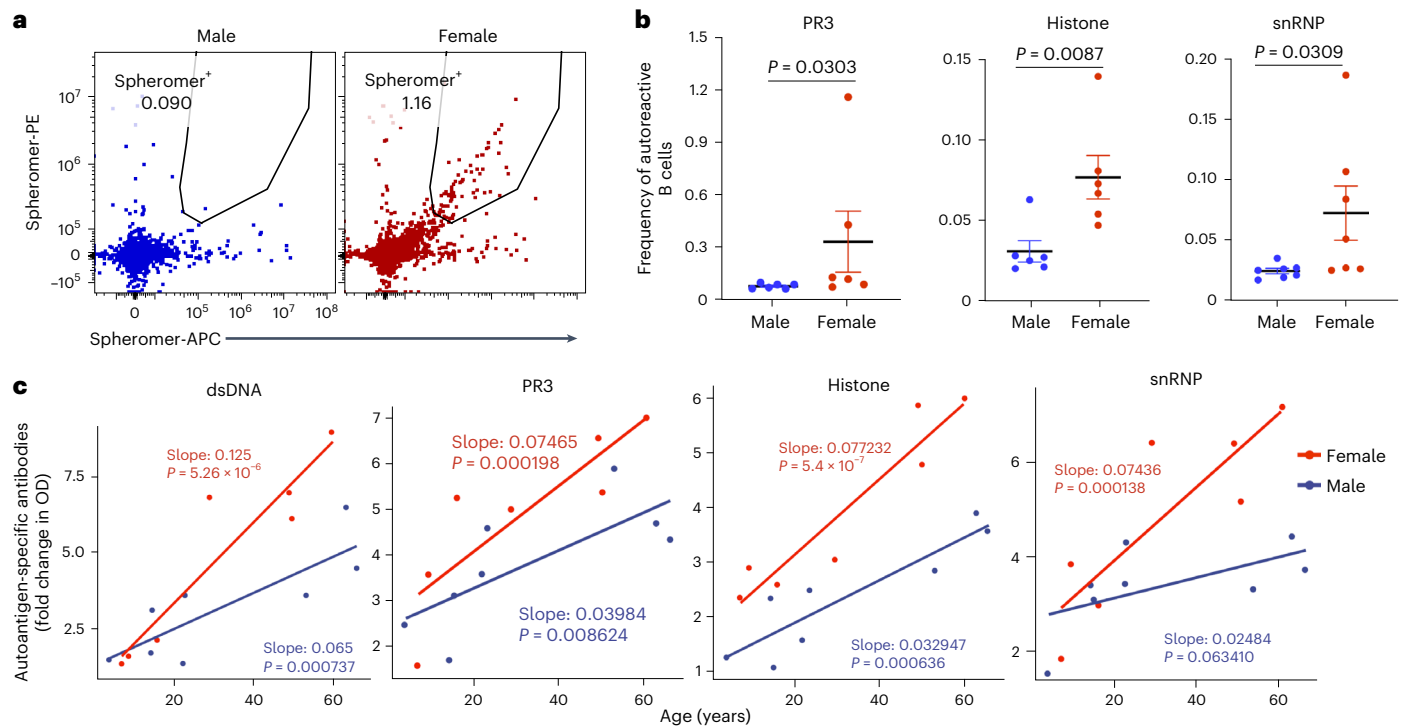 a
Male
Female
Spheromer-PE
10⁷
10⁶
10⁵
0
–10⁵
Spheromer⁺
0.090
Spheromer⁺
1.16
0
10⁵
10⁶
10⁷
10⁸
Spheromer-APC
b
PR3
Histone
snRNP
Frequency of autoreactive
B cells
1.5
1.2
0.9
0.6
0.3
0
P = 0.0303
Male
Female
0.15
0.10
0.05
0
P = 0.0087
Male
Female
0.20
0.15
0.10
0.05
0
P = 0.0309
Male
Female
c
dsDNA
PR3
Histone
snRNP
Autoantigen-specific antibodies
(fold change in OD)
7.5
5.0
2.5
Slope: 0.125
P = 5.26 × 10⁻⁶
Slope: 0.065
P = 0.000737
20
40
60
7
6
5
4
3
2
Slope: 0.07465
P = 0.000198
Slope: 0.03984
P = 0.008624
20
40
60
6
5
4
3
2
1
Slope: 0.077232
P = 5.4 × 10⁻⁷
Slope: 0.032947
P = 0.000636
20
40
60
6
4
2
Slope: 0.07436
P = 0.000138
Slope: 0.02484
P = 0.063410
20
40
60
Female
Male
Age (years)